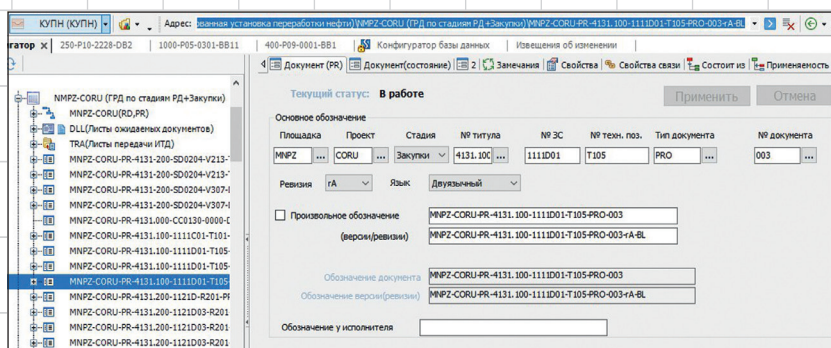 КУПН (КУПН) Адрес: ованная установка переработки нефти)\NMPZ-CORU (ГРД по стадиям РД+Закупки)\MNPZ-CORU-PR-4131.100-1111D01-T105-PRO-003-rA-BL
гатор x 250-P10-2228-DB2 1000-P05-0301-BB11 400-P09-0001-BB1 Конфигуратор базы данных Извещения об изменении
Документ (PR) Документ(состояние) 2 Замечания Свойства Свойства связи Состоит из Применяемость
Текущий статус: В работе Применить Отмена
Основное обозначение
Площадка Проект Стадия № титула № ЗС № техн. поз. Тип документа № документа
MNPZ ... CORU ... Закупки 4131.100 ... 1111D01 T105 PRO ... 003 ...
Ревизия rA Язык Двуязычный
Произвольное обозначение MNPZ-CORU-PR-4131.100-1111D01-T105-PRO-003
(версии/ревизии) MNPZ-CORU-PR-4131.100-1111D01-T105-PRO-003-rA-BL
Обозначение документа MNPZ-CORU-PR-4131.100-1111D01-T105-PRO-003
Обозначение версии(ревизии) MNPZ-CORU-PR-4131.100-1111D01-T105-PRO-003-rA-BL
Обозначение у исполнителя
NMPZ-CORU (ГРД по стадиям РД+Закупки)
MNPZ-CORU(RD,PR)
DLL(Листы ожидаемых документов)
TRA(Листы передачи ИТД)
MNPZ-CORU-PR-4131-200-SD0204-V213-
MNPZ-CORU-PR-4131-200-SD0204-V213-
MNPZ-CORU-PR-4131-200-SD0204-V307-
MNPZ-CORU-PR-4131-200-SD0204-V307-
MNPZ-CORU-PR-4131.000-CC0130-0000-
MNPZ-CORU-PR-4131.100-1111C01-T101-
MNPZ-CORU-PR-4131.100-1111D01-T105-
MNPZ-CORU-PR-4131.100-1111D01-T105-
MNPZ-CORU-PR-4131.100-1111D01-T105-
MNPZ-CORU-PR-4131.200-1121D-R201-PR
MNPZ-CORU-PR-4131.200-1121D03-R201
MNPZ-CORU-PR-4131.200-1121D03-R201
MNPZ-CORU-PR-4131.200-1121D03-R201